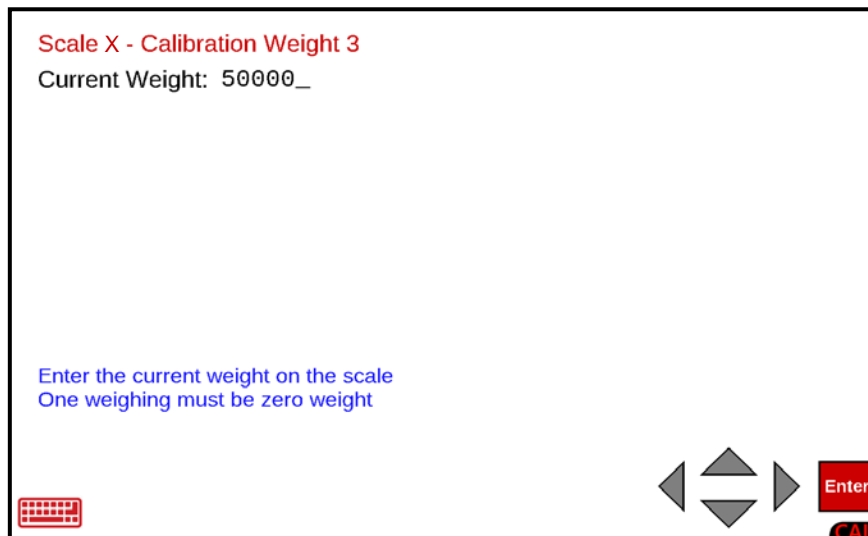 Scale X - Calibration Weight 3
Current Weight: 50000_
Enter the current weight on the scale
One weighing must be zero weight
Enter